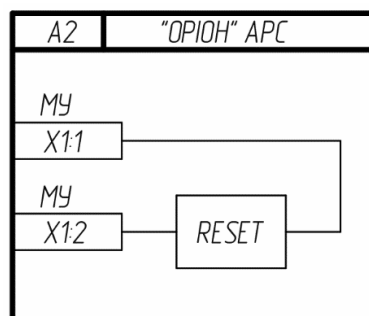 A2
"ОРІОН" АРС
МУ
X1:1
МУ
X1:2
RESET